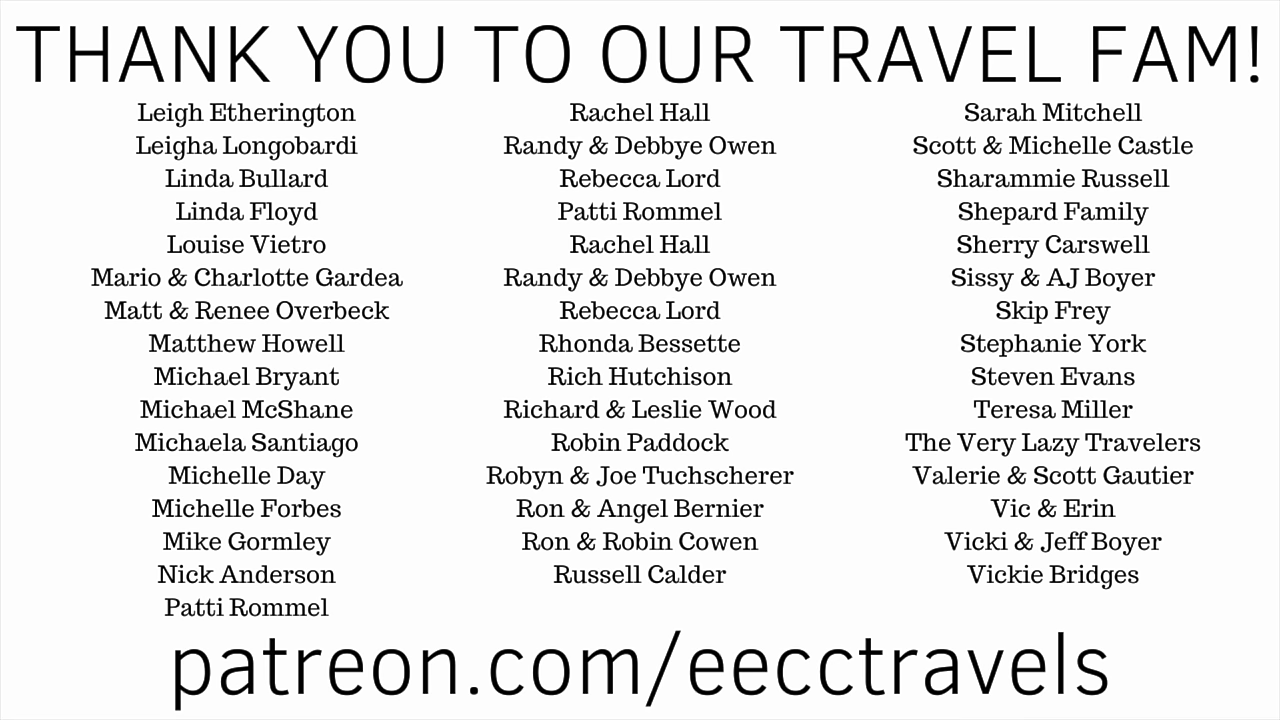 THANK YOU TO OUR TRAVEL FAM!
Leigh Etherington
Leigha Longobardi
Linda Bullard
Linda Floyd
Louise Vietro
Mario & Charlotte Gardea
Matt & Renee Overbeck
Matthew Howell
Michael Bryant
Michael McShane
Michaela Santiago
Michelle Day
Michelle Forbes
Mike Gormley
Nick Anderson
Patti Rommel
Rachel Hall
Randy & Debbye Owen
Rebecca Lord
Patti Rommel
Rachel Hall
Randy & Debbye Owen
Rebecca Lord
Rhonda Bessette
Rich Hutchison
Richard & Leslie Wood
Robin Paddock
Robyn & Joe Tuchscherer
Ron & Angel Bernier
Ron & Robin Cowen
Russell Calder
Sarah Mitchell
Scott & Michelle Castle
Sharammie Russell
Shepard Family
Sherry Carswell
Sissy & AJ Boyer
Skip Frey
Stephanie York
Steven Evans
Teresa Miller
The Very Lazy Travelers
Valerie & Scott Gautier
Vic & Erin
Vicki & Jeff Boyer
Vickie Bridges
patreon.com/eecctravels